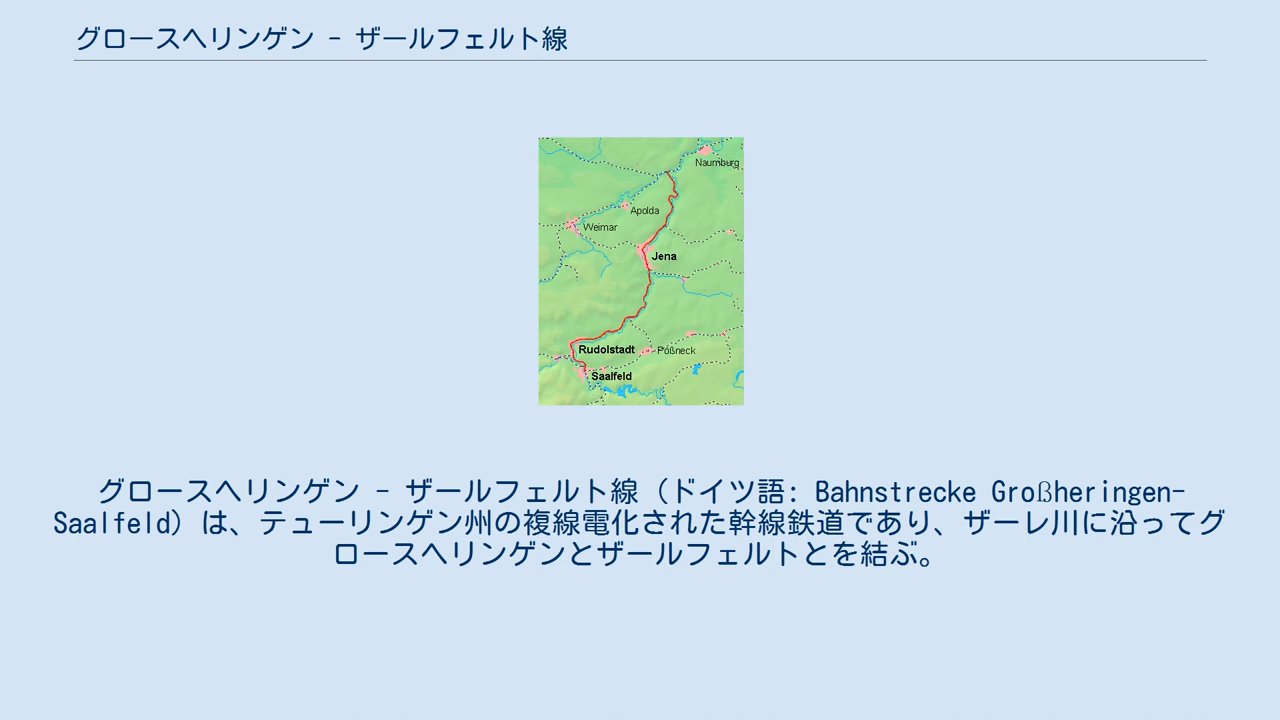 グロースヘリンゲン - ザールフェルト線
Naumburg
Apolda
Weimar
Jena
Rudolstadt
Pößneck
Saalfeld
グロースヘリンゲン - ザールフェルト線 (ドイツ語: Bahnstrecke Großheringen-
Saalfeld) は、テューリンゲン州の複線電化された幹線鉄道であり、ザーレ川に沿ってグ
ロースヘリンゲンとザールフェルトとを結ぶ。